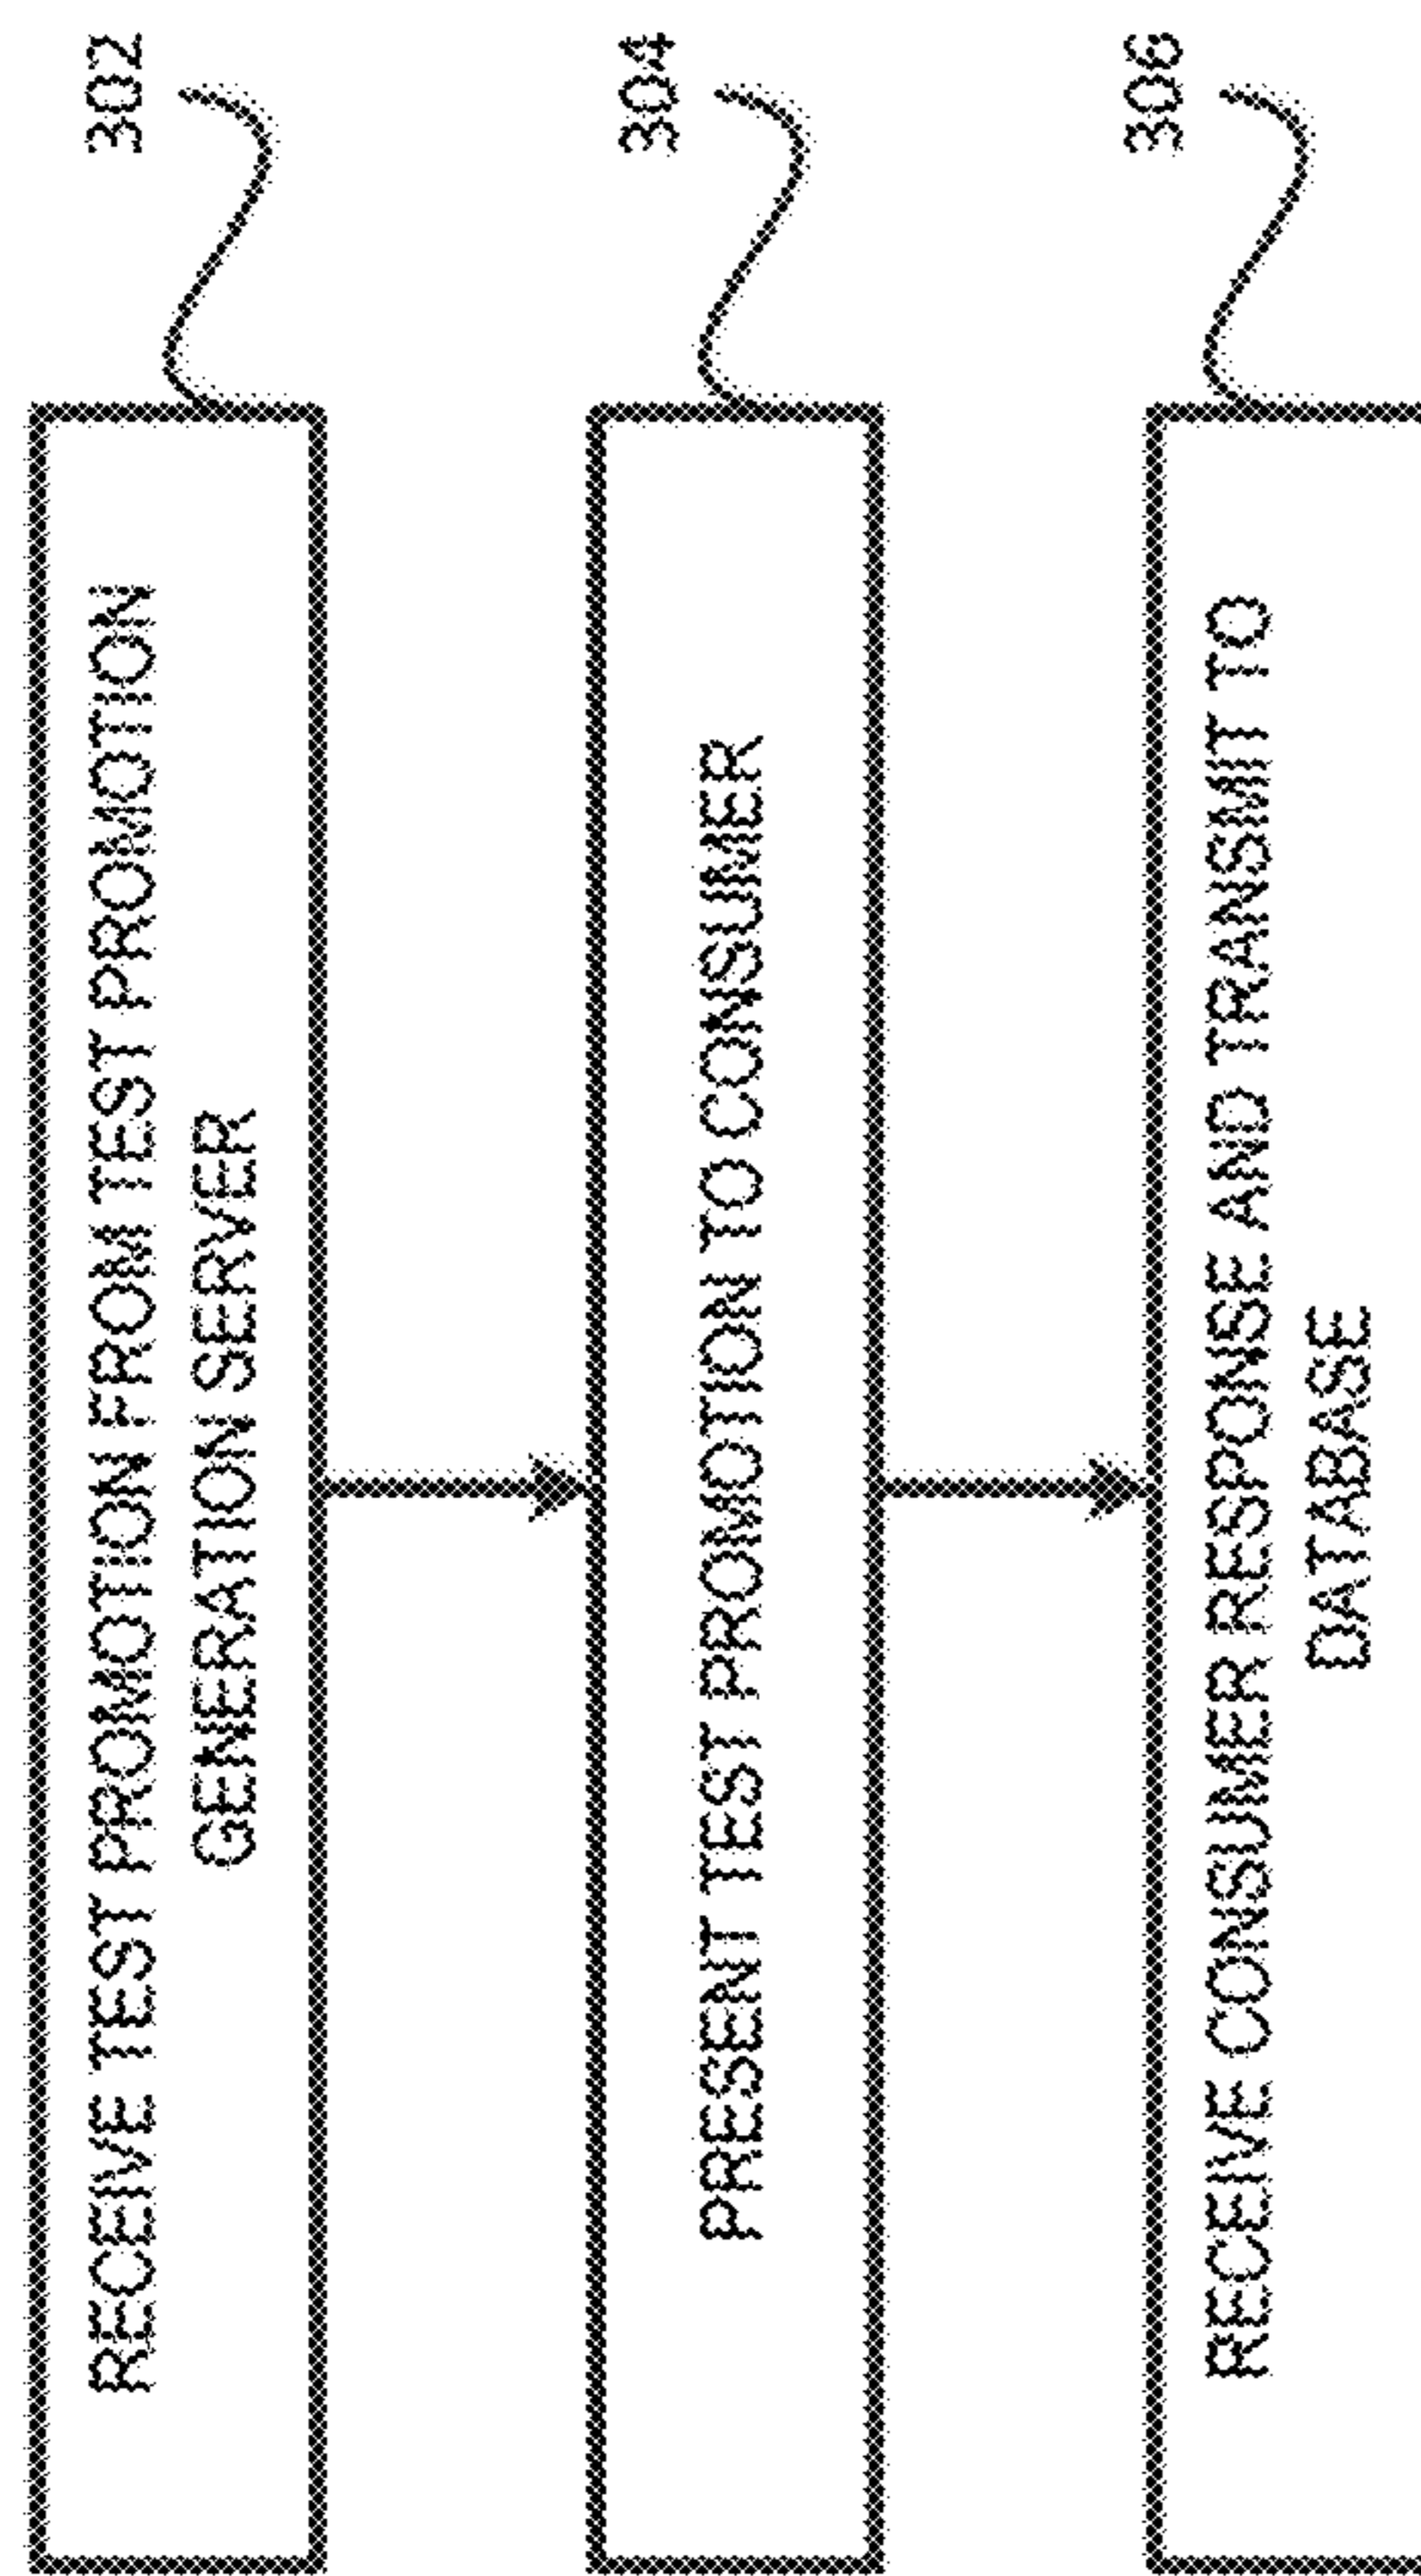 RECEIVE TEST PROMOTION FROM TEST PROMOTION
GENERATION SERVER
302
PRESENT TEST PROMOTION TO CONSUMER
304
RECEIVE CONSUMER RESPONSE AND TRANSMIT TO
DATABASE
306